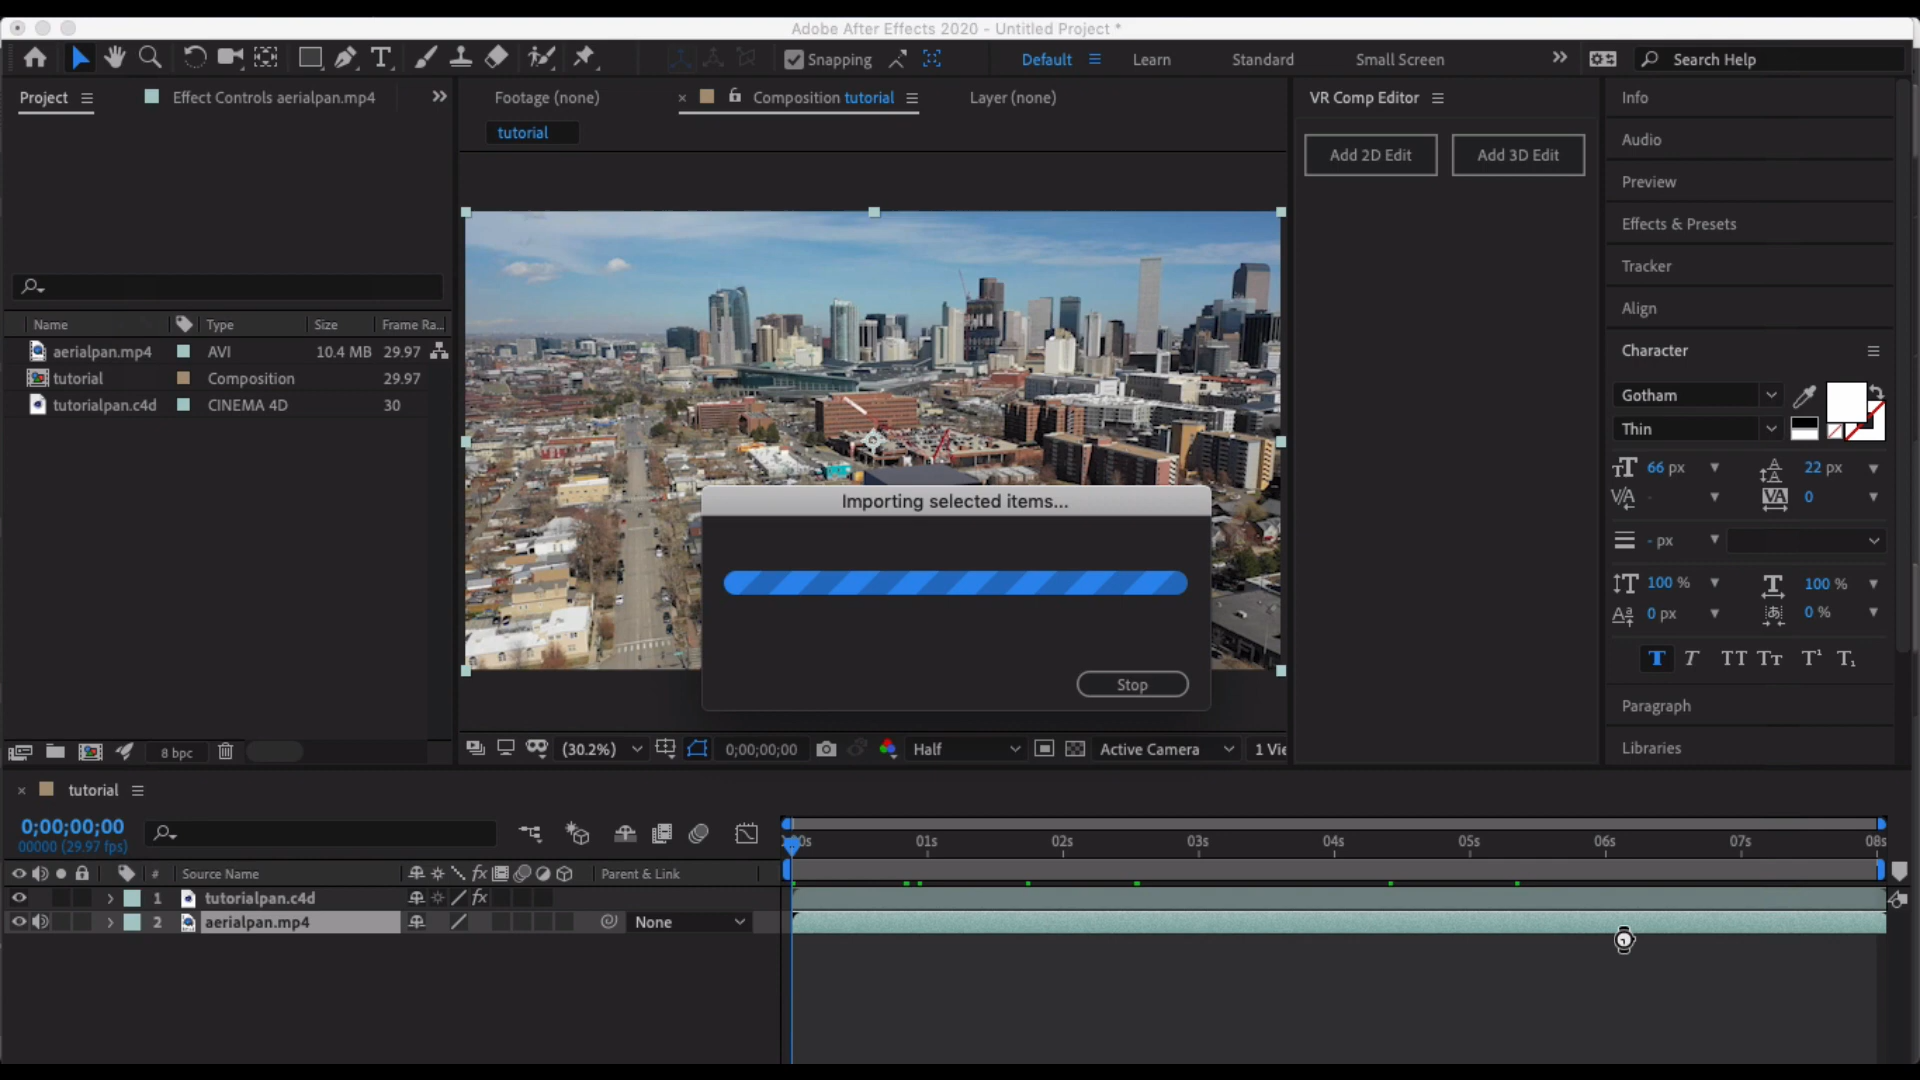 Adobe After Effects 2020 - Untitled Project *
Snapping
Default
Learn
Standard
Small Screen
Search Help
Project
Effect Controls aerialpan.mp4
Footage (none)
Composition tutorial
Layer (none)
tutorial
VR Comp Editor
Add 2D Edit
Add 3D Edit
Info
Audio
Preview
Effects & Presets
Tracker
Align
Character
Gotham
Thin
66 px
22 px
-
0
- px
100 %
100 %
0 px
0 %
T T TT Tт T¹ T₁
Paragraph
Libraries
Name Type Size Frame Ra...
aerialpan.mp4 AVI 10.4 MB 29.97
tutorial Composition 29.97
tutorialpan.c4d CINEMA 4D 30
Importing selected items...
Stop
8 bpc
(30.2%)
0;00;00;00
Half
Active Camera
1 Vie
tutorial
0;00;00;00
00000 (29.97 fps)
# Source Name
Parent & Link
1 tutorialpan.c4d
2 aerialpan.mp4 None
00s 01s 02s 03s 04s 05s 06s 07s 08s